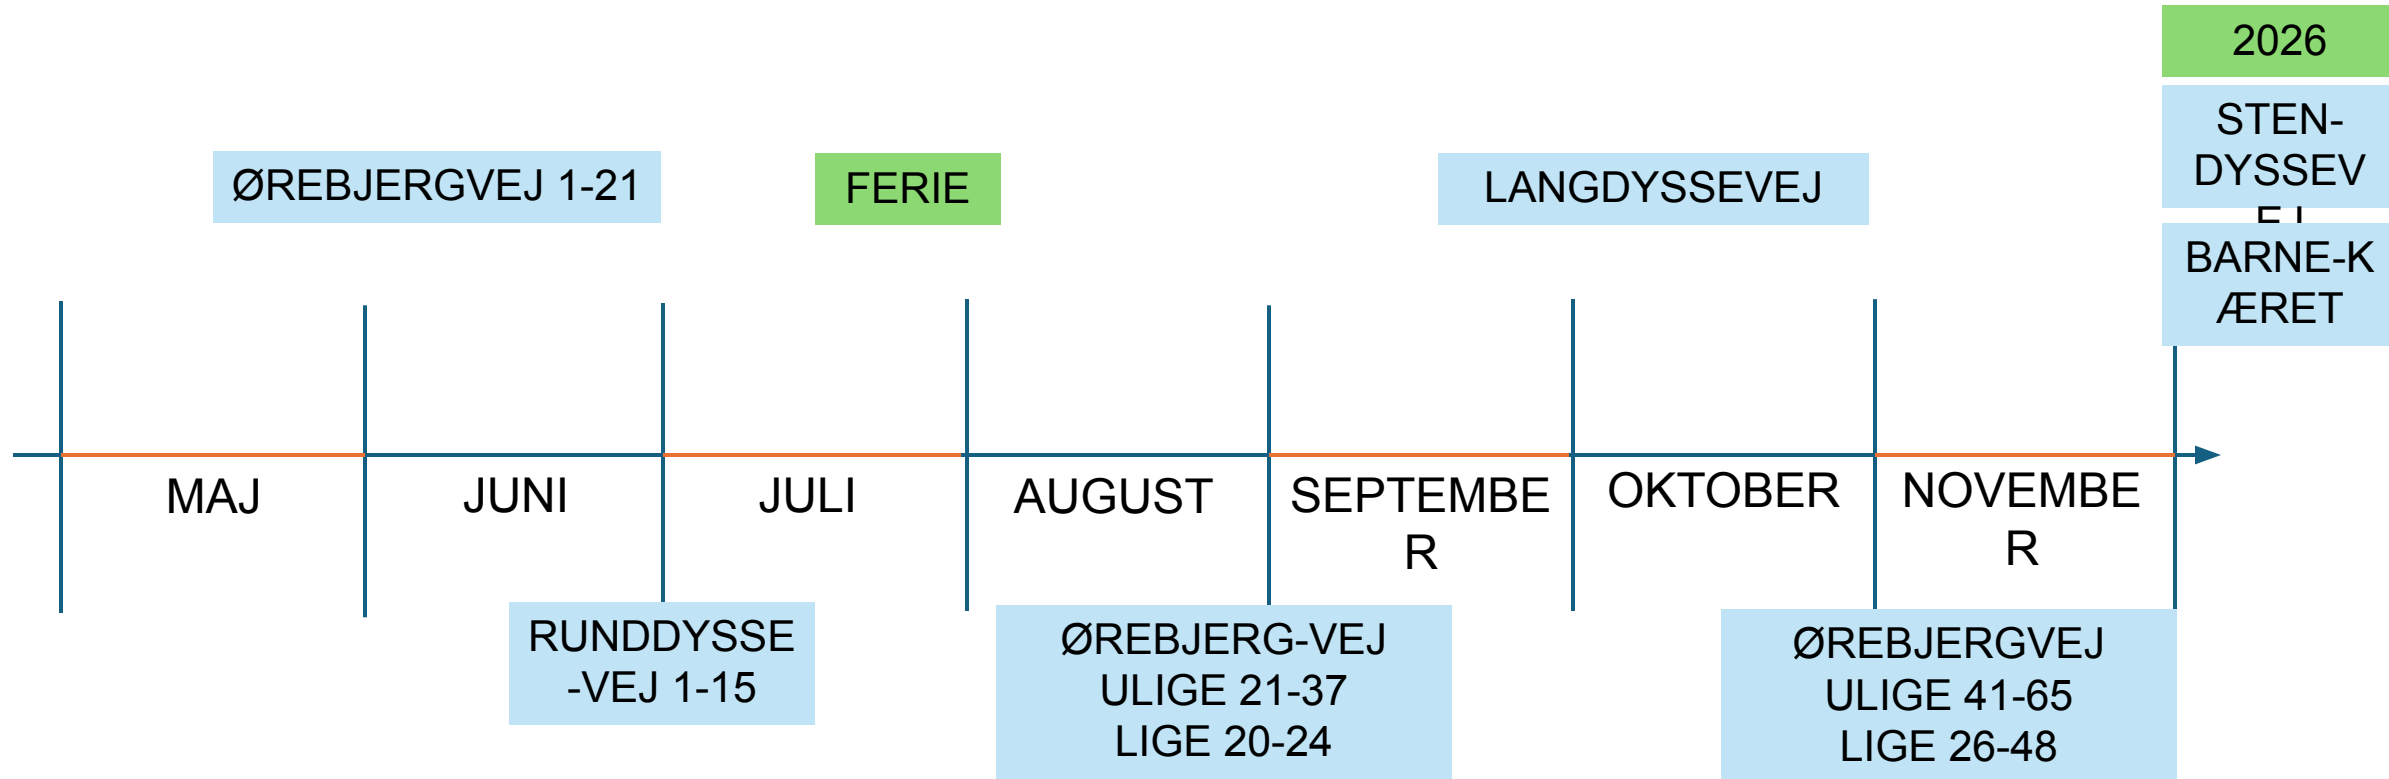 2026
STEN-
DYSSEV
EJ
BARNE-K
ÆRET
ØREBJERGVEJ 1-21
FERIE
LANGDYSSEVEJ
MAJ
JUNI
JULI
AUGUST
SEPTEMBE
R
OKTOBER
NOVEMBE
R
RUNDDYSSE
-VEJ 1-15
ØREBJERG-VEJ
ULIGE 21-37
LIGE 20-24
ØREBJERGVEJ
ULIGE 41-65
LIGE 26-48